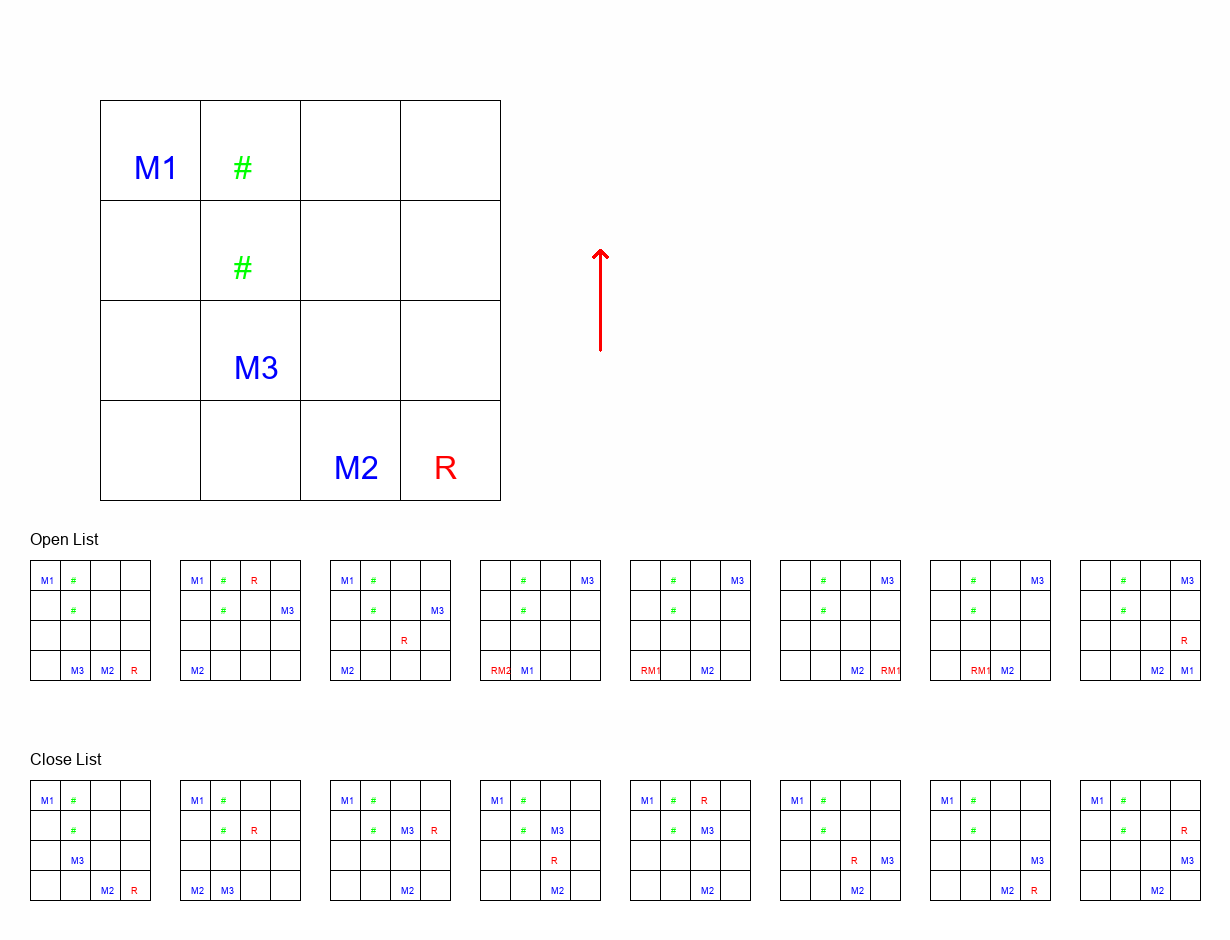 M1 #
#
M3
M2 R
Open List
M1 # M1 # R M1 # # M3 # M3 # M3 # M3 # M3
# # M3 # M3 # # # # #
R R
M3 M2 R M2 M2 RM2 M1 RM1 M2 M2 RM1 RM1 M2 M2 M1
Close List
M1 # M1 # M1 # M1 # M1 # R M1 # M1 # M1 #
# # R # M3 R # M3 # M3 # # # R
M3 R R M3 M3 M3
M2 R M2 M3 M2 M2 M2 M2 M2 R M2